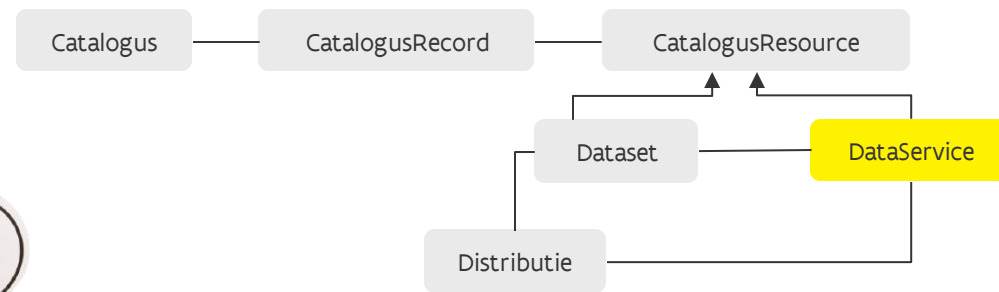 Catalogus
CatalogusRecord
CatalogusResource
Dataset
DataService
Distributie